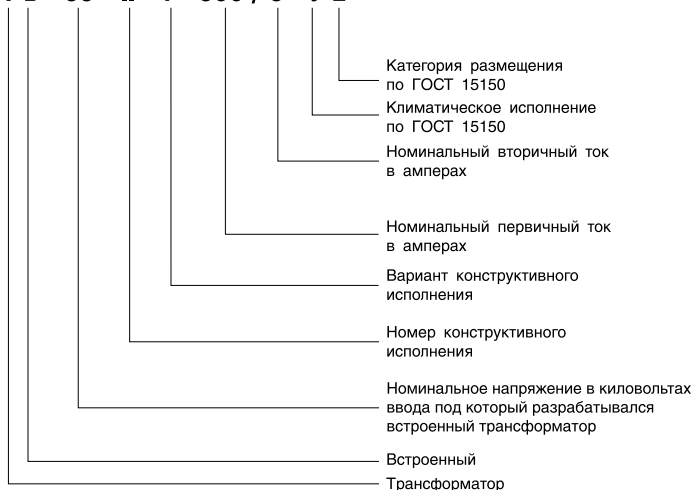 Категория размещения
по ГОСТ 15150
Климатическое исполнение
по ГОСТ 15150
Номинальный вторичный ток
в амперах
Номинальный первичный ток
в амперах
Вариант конструктивного
исполнения
Номер конструктивного
исполнения
Номинальное напряжение в киловольтах
ввода под который разрабатывался
встроенный трансформатор
Встроенный
Трансформатор